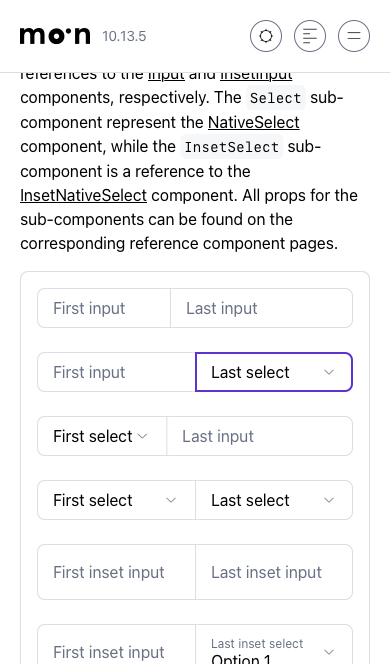 moon 10.13.5
references to the Input and InsetInput
components, respectively. The Select sub-
component represent the NativeSelect
component, while the InsetSelect sub-
component is a reference to the
InsetNativeSelect component. All props for the
sub-components can be found on the
corresponding reference component pages.
First input Last input
First input Last select
First select Last input
First select Last select
First inset input Last inset input
First inset input Last inset select
Option 1